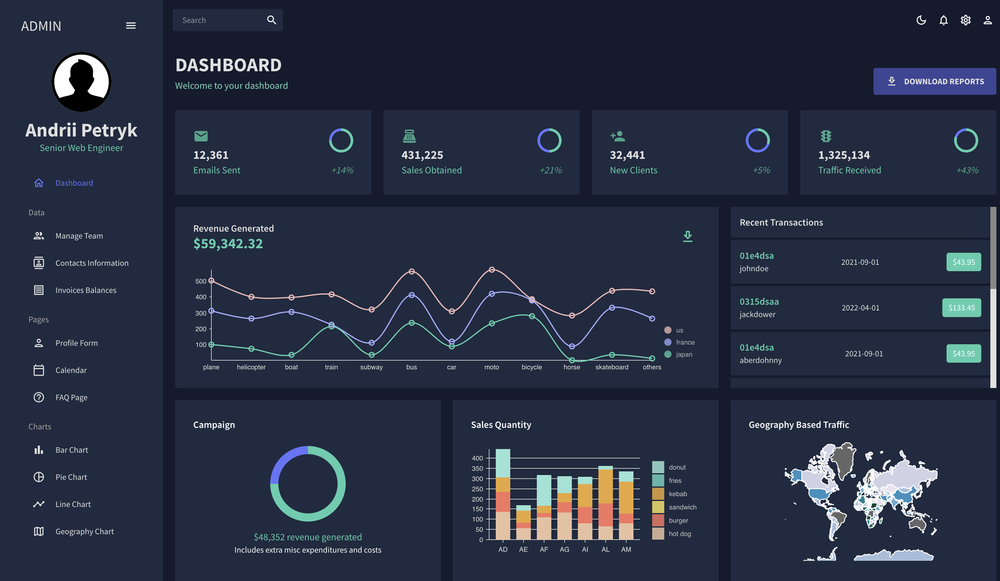 ADMIN
Andrii Petryk
Senior Web Engineer
Dashboard
Data
Manage Team
Contacts Information
Invoices Balances
Pages
Profile Form
Calendar
FAQ Page
Charts
Bar Chart
Pie Chart
Line Chart
Geography Chart
Search
DASHBOARD
Welcome to your dashboard
DOWNLOAD REPORTS
12,361
Emails Sent +14%
431,225
Sales Obtained +21%
32,441
New Clients +5%
1,325,134
Traffic Received +43%
Revenue Generated
$59,342.32
500
400
300
200
100
plane helicopter boat train subway bus car moto bicycle horse skateboard others
us
france
japan
Recent Transactions
01e4dsa
johndoe
2021-09-01
$43.95
0315dsaa
jackdower
2022-04-01
$133.45
01e4dsa
aberdohnny
2021-09-01
$43.95
Campaign
$48,352 revenue generated
Includes extra misc expenditures and costs
Sales Quantity
400
350
300
250
200
150
100
50
0
AD AE AF AG AI AL AM
donut
fries
kebab
sandwich
burger
hot dog
Geography Based Traffic